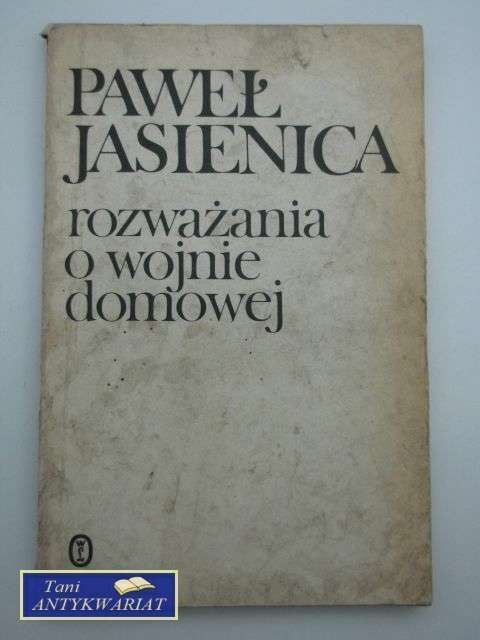 PAWEŁ
JASIENICA
rozważania
o wojnie
domowej
Tani
ANTYKWARIAT